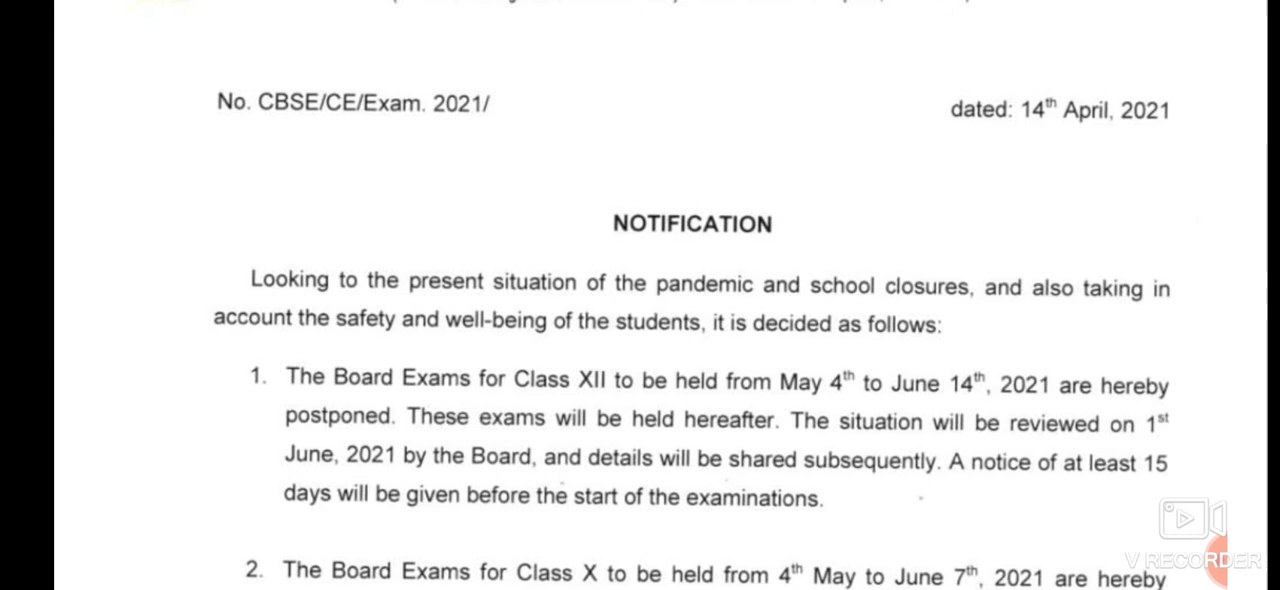 No. CBSE/CE/Exam. 2021/ dated: 14th April, 2021
NOTIFICATION
Looking to the present situation of the pandemic and school closures, and also taking in
account the safety and well-being of the students, it is decided as follows:
1. The Board Exams for Class XII to be held from May 4th to June 14th, 2021 are hereby
postponed. These exams will be held hereafter. The situation will be reviewed on 1st
June, 2021 by the Board, and details will be shared subsequently. A notice of at least 15
days will be given before the start of the examinations.
2. The Board Exams for Class X to be held from 4th May to June 7th, 2021 are hereby
V RECORDER